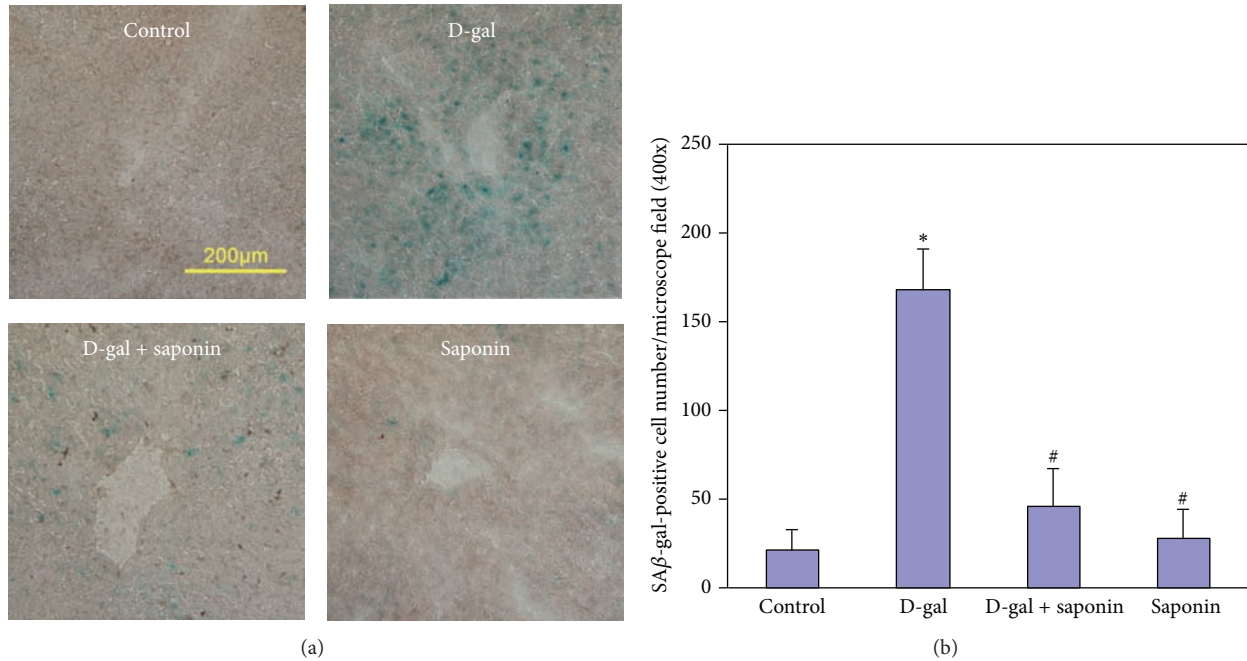 Control
D-gal
200µm
D-gal + saponin
Saponin
(a)
SAβ-gal-positive cell number/microscope field (400x)
250
200
150
100
50
0
*
#
#
Control
D-gal
D-gal + saponin
Saponin
(b)